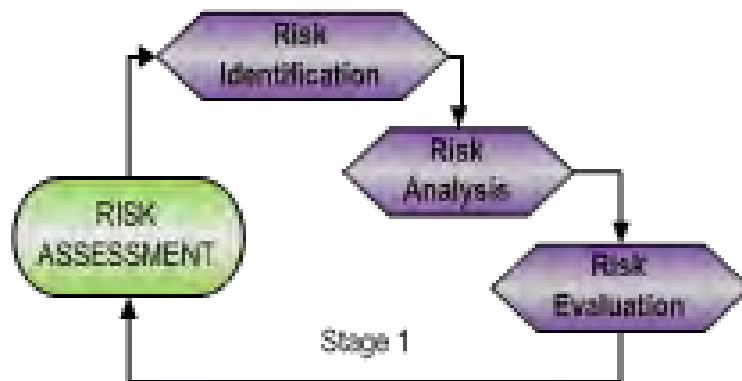 Risk
Identification
Risk
Analysis
RISK
ASSESSMENT
Risk
Evaluation
Stage 1